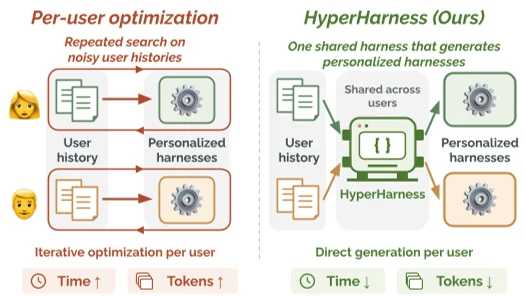 Per-user optimization
Repeated search on
noisy user histories
User
history
Personalized
harnesses
Iterative optimization per user
Time ↑
Tokens ↑
HyperHarness (Ours)
One shared harness that generates
personalized harnesses
Shared across
users
{ }
User
history
HyperHarness
Personalized
harnesses
Direct generation per user
Time ↓
Tokens ↓